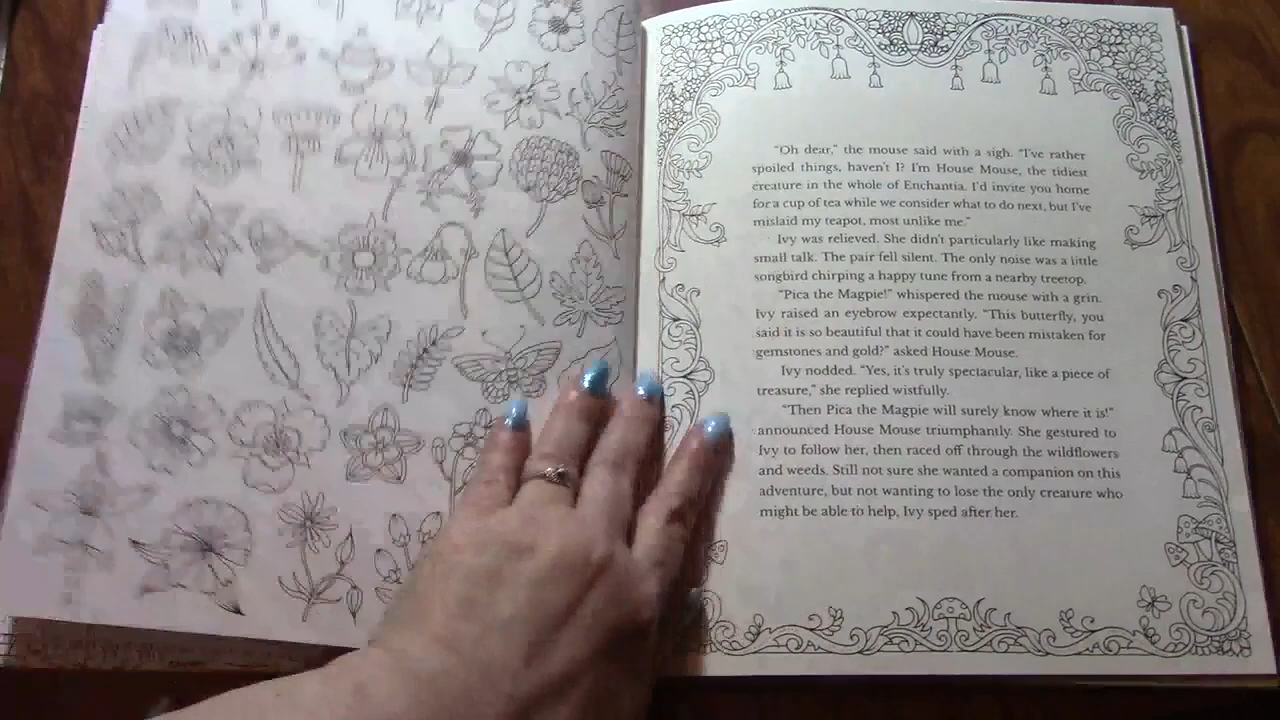 "Oh dear," the mouse said with a sigh. "I've rather
spoiled things, haven't I? I'm House Mouse, the tidiest
creature in the whole of Enchantia. I'd invite you home
for a cup of tea while we consider what to do next, but I've
mislaid my teapot, most unlike me."
Ivy was relieved. She didn't particularly like making
small talk. The pair fell silent. The only noise was a little
songbird chirping a happy tune from a nearby treetop.
"Pica the Magpie!" whispered the mouse with a grin.
Ivy raised an eyebrow expectantly. "This butterfly, you
said it is so beautiful that it could have been mistaken for
gemstones and gold?" asked House Mouse.
Ivy nodded. "Yes, it's truly spectacular, like a piece of
treasure," she replied wistfully.
"Then Pica the Magpie will surely know where it is!"
announced House Mouse triumphantly. She gestured to
Ivy to follow her, then raced off through the wildflowers
and weeds. Still not sure she wanted a companion on this
adventure, but not wanting to lose the only creature who
might be able to help, Ivy sped after her.